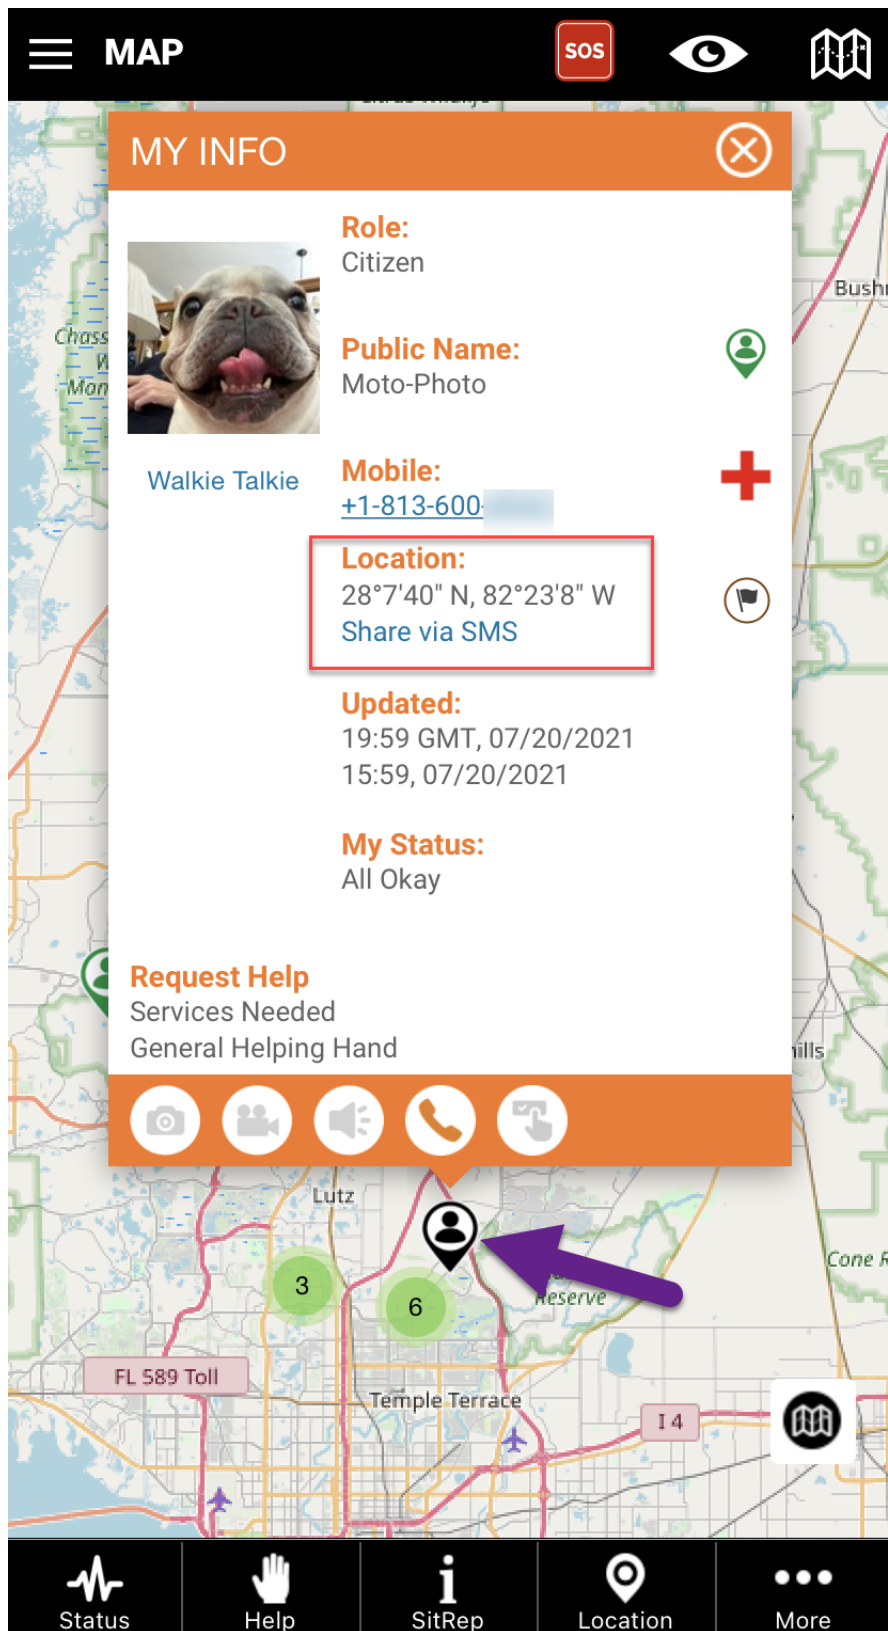 MAP
SOS
MY INFO
Role:
Citizen
Public Name:
Moto-Photo
Walkie Talkie
Mobile:
+1-813-600-
Location:
28°7'40" N, 82°23'8" W
Share via SMS
Updated:
19:59 GMT, 07/20/2021
15:59, 07/20/2021
My Status:
All Okay
Request Help
Services Needed
General Helping Hand
Lutz
3
6
Reserve
Cone
FL 589 Toll
Temple Terrace
I 4
Status
Help
SitRep
Location
More